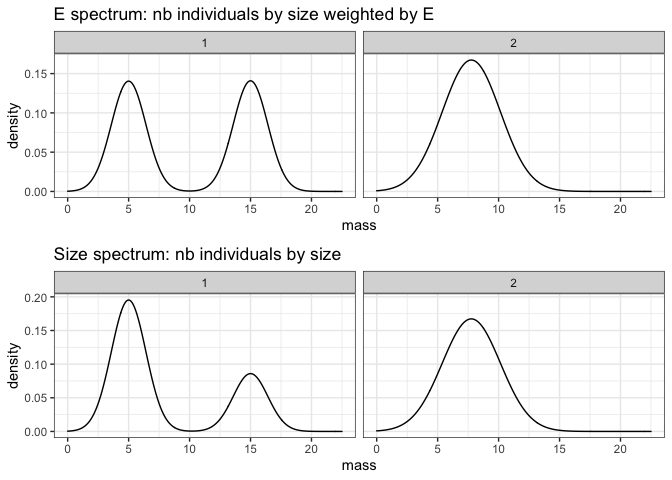 E spectrum: nb individuals by size weighted by E
1 2
0.15
0.10
0.05
0.00
density
0 5 10 15 20 0 5 10 15 20
mass
Size spectrum: nb individuals by size
1 2
0.20
0.15
0.10
0.05
0.00
density
0 5 10 15 20 0 5 10 15 20
mass